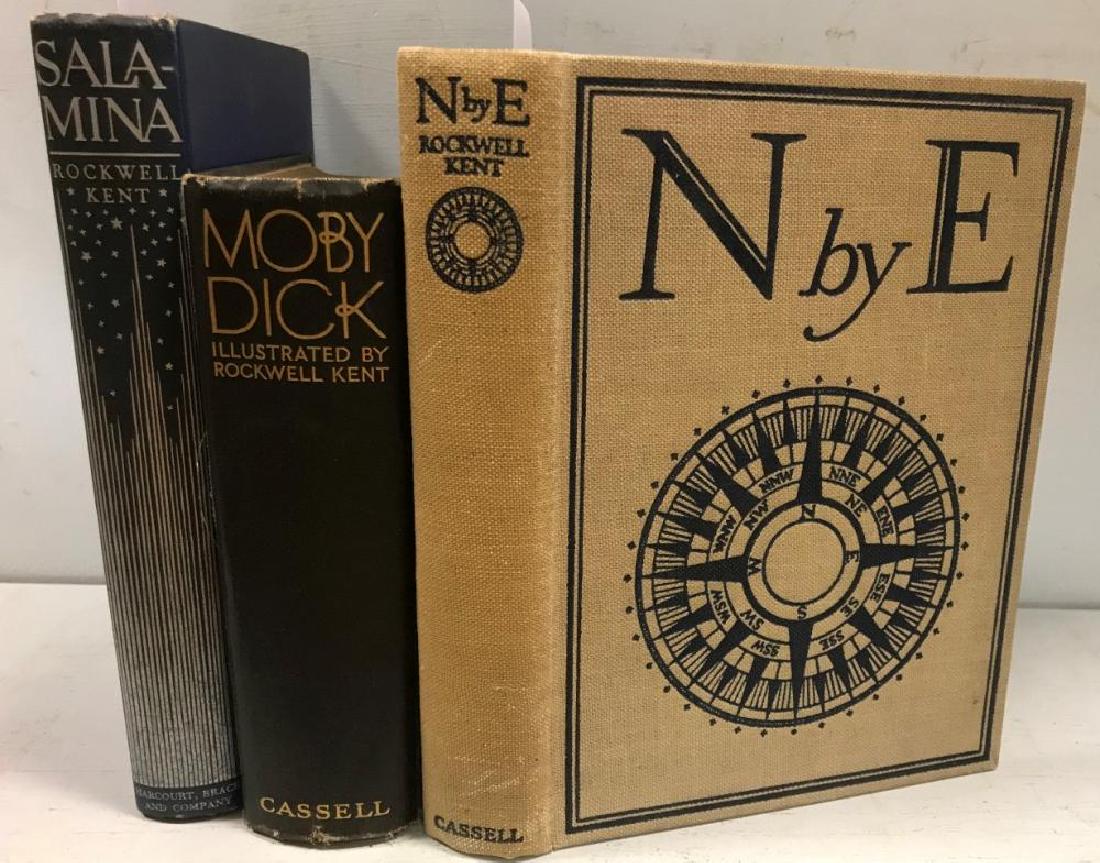 SALA-
MINA
ROCKWELL
KENT
HARCOURT, BRACE
AND COMPANY
MOBY
DICK
ILLUSTRATED BY
ROCKWELL KENT
CASSELL
N by E
ROCKWELL
KENT
CASSELL
N by E
NNW NNE
NW NE
WNW ENE
N
W E
S
WSW ESE
SW SE
SSW SSE